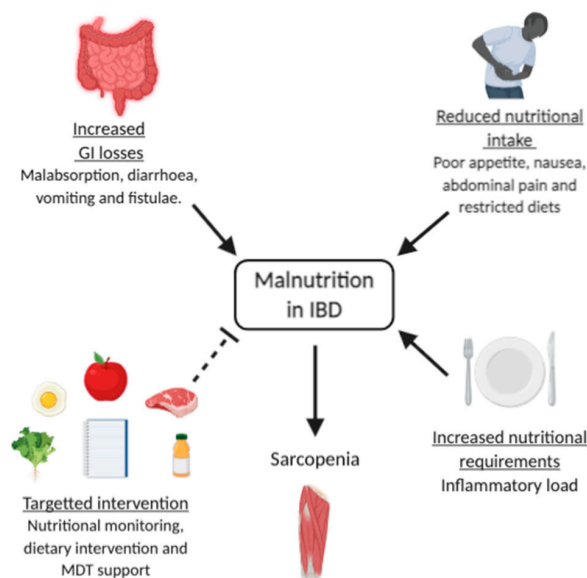 Increased
GI losses
Malabsorption, diarrhoea,
vomiting and fistulae.
Reduced nutritional
intake
Poor appetite, nausea,
abdominal pain and
restricted diets
Malnutrition
in IBD
Increased nutritional
requirements
Inflammatory load
Sarcopenia
Targetted intervention
Nutritional monitoring,
dietary intervention and
MDT support